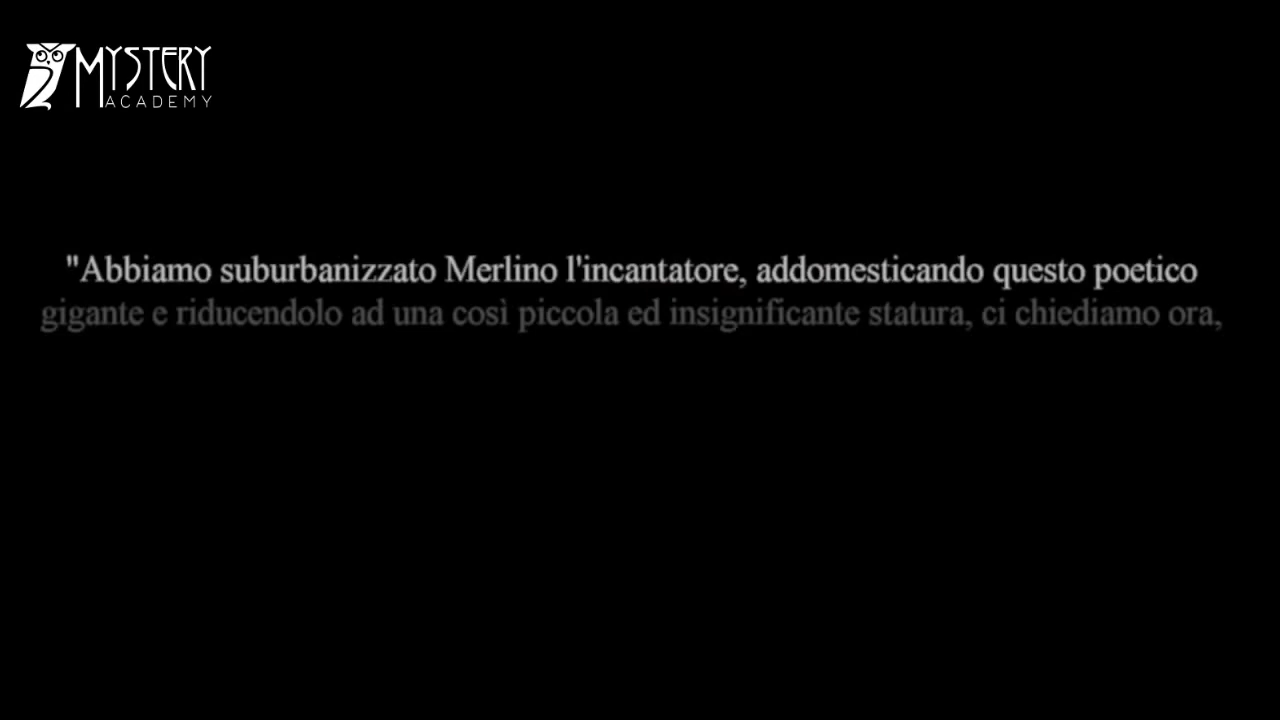 MYSTERY
ACADEMY
"Abbiamo suburbanizzato Merlino l'incantatore, addomesticando questo poetico
gigante e riducendolo ad una così piccola ed insignificante statura, ci chiediamo ora,